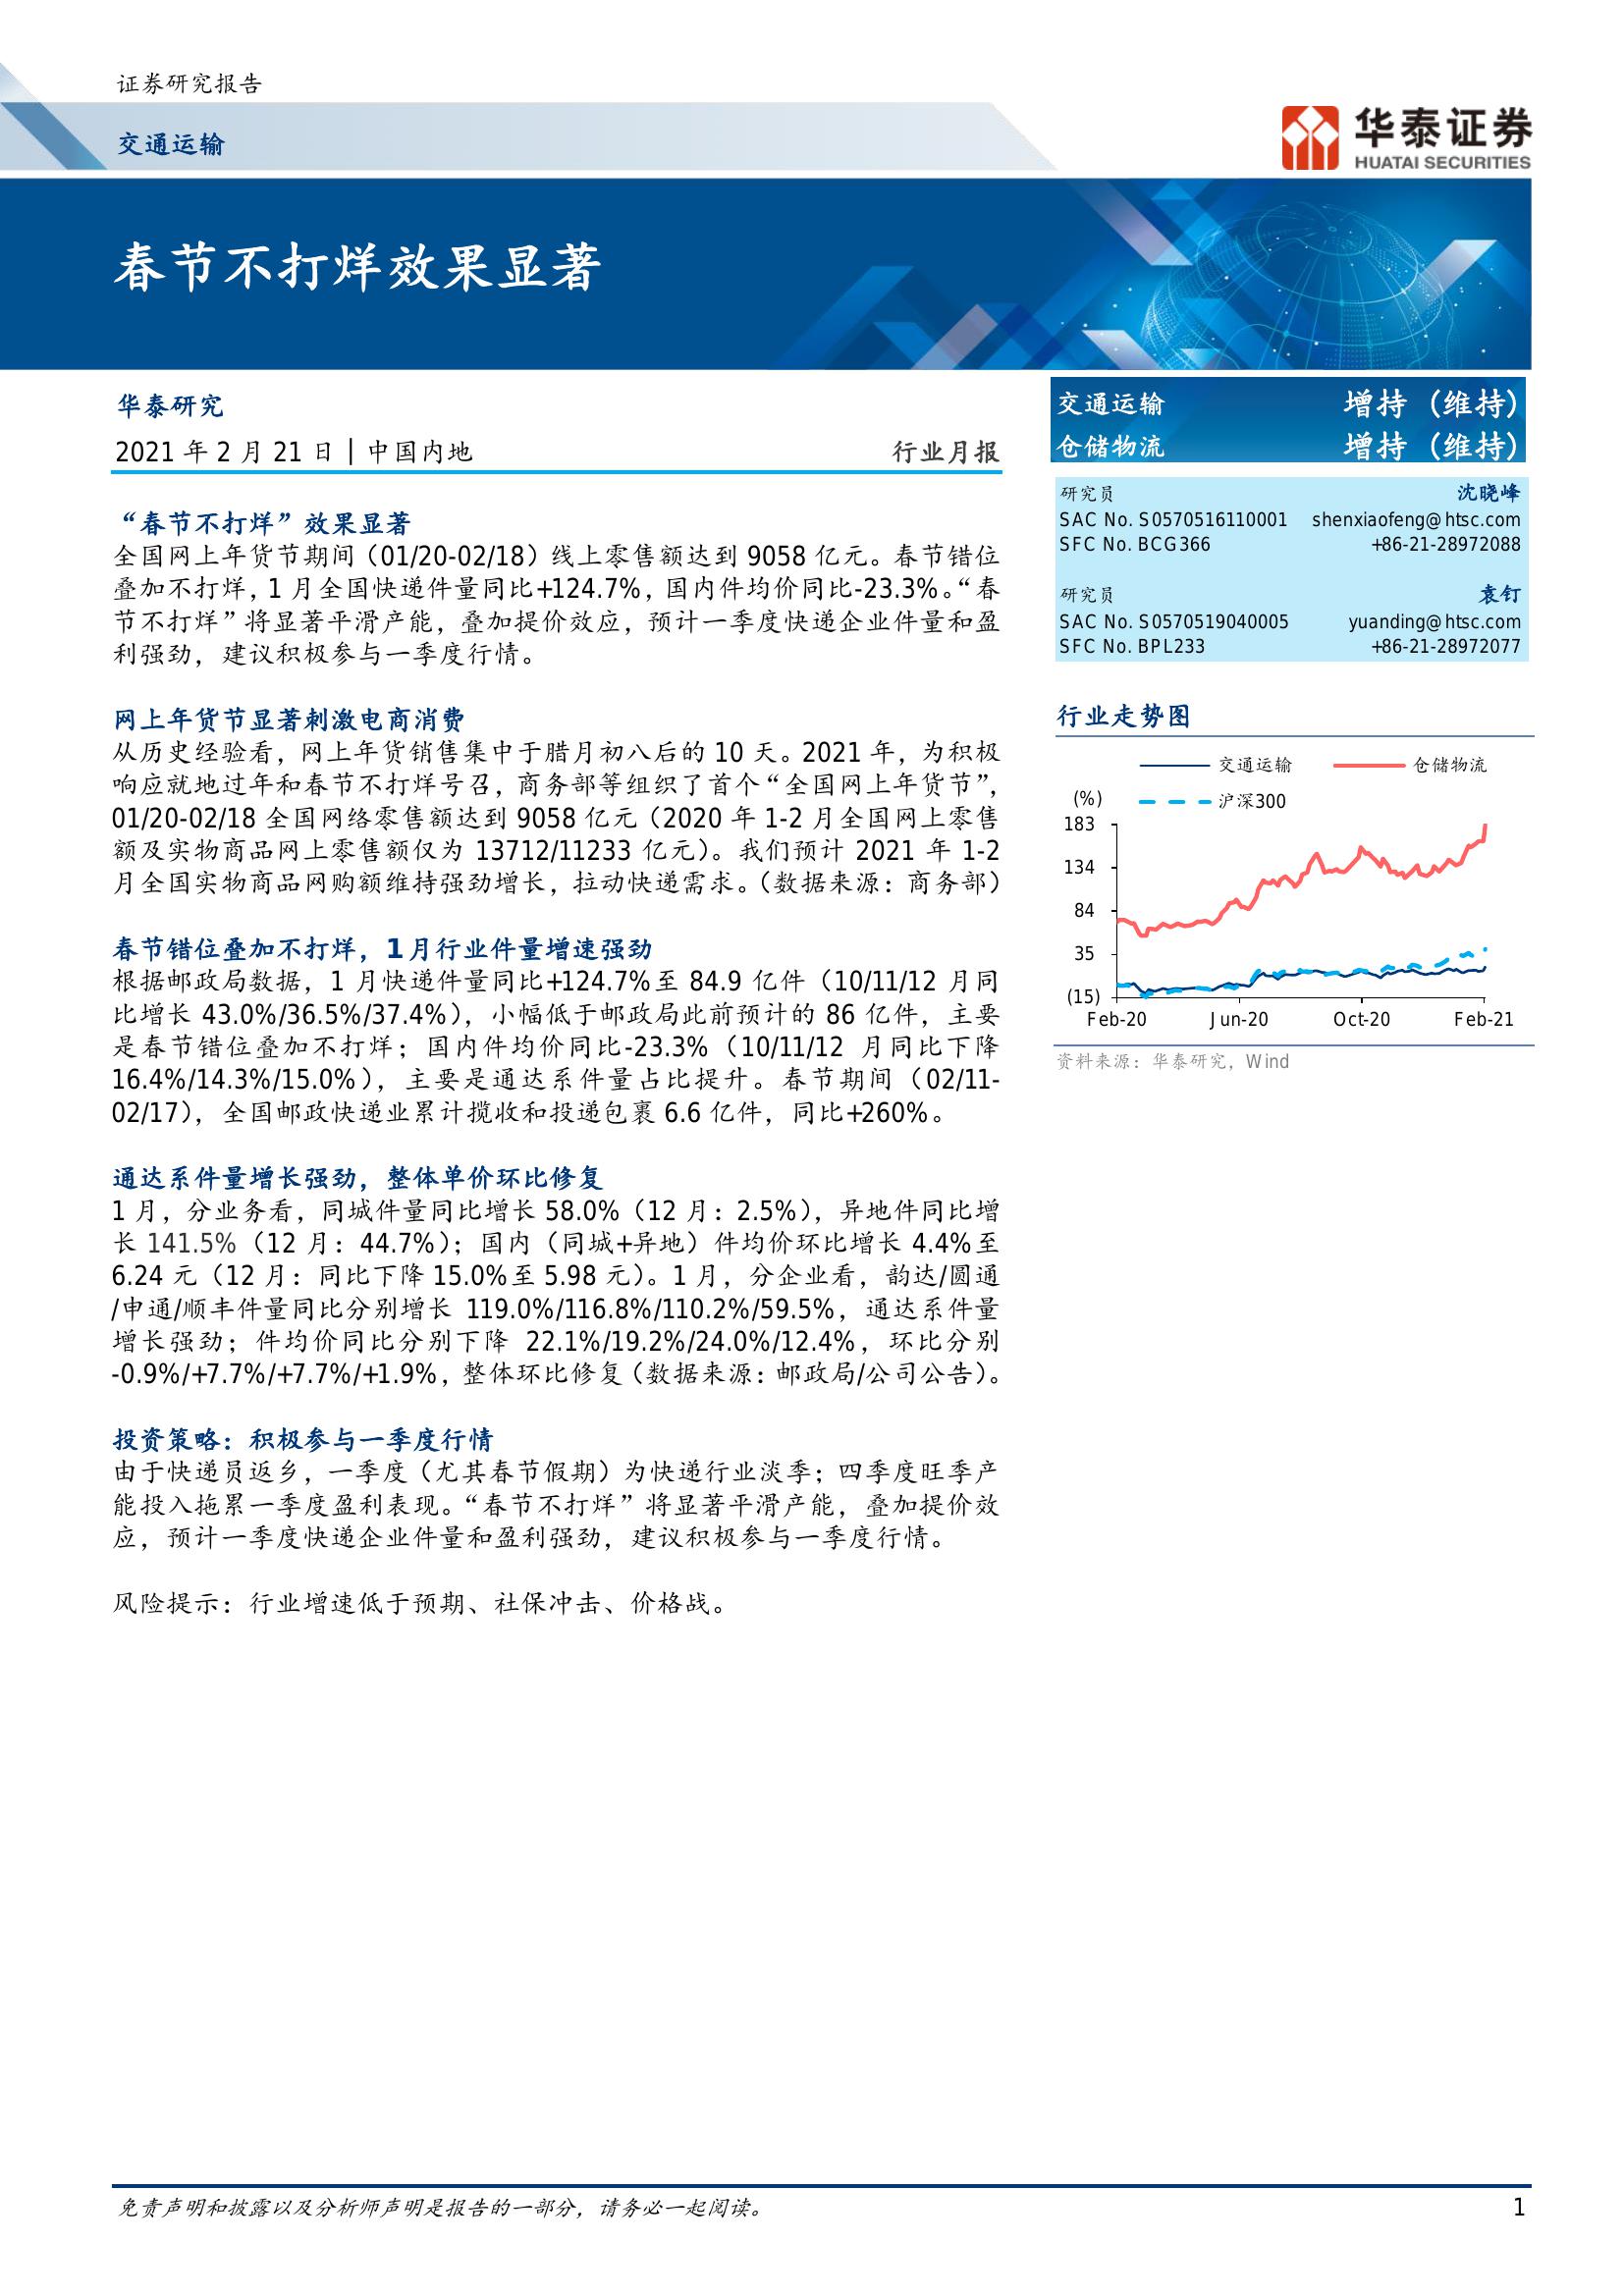 证券研究报告
交通运输
华泰证券
HUATAI SECURITIES
春节不打烊效果显著
华泰研究
2021 年 2 月 21 日│中国内地
行业月报
“春节不打烊”效果显著
全国网上年货节期间（01/20-02/18）线上零售额达到 9058 亿元。春节错位
叠加不打烊，1 月全国快递件量同比+124.7%，国内件均价同比-23.3%。“春
节不打烊”将显著平滑产能，叠加提价效应，预计一季度快递企业件量和盈
利强劲，建议积极参与一季度行情。
网上年货节显著刺激电商消费
从历史经验看，网上年货销售集中于腊月初八后的 10 天。2021 年，为积极
响应就地过年和春节不打烊号召，商务部等组织了首个“全国网上年货节”，
01/20-02/18 全国网络零售额达到 9058 亿元（2020 年 1-2 月全国网上零售
额及实物商品网上零售额仅为 13712/11233 亿元）。我们预计 2021 年 1-2
月全国实物商品网购额维持强劲增长，拉动快递需求。（数据来源：商务部）
春节错位叠加不打烊，1 月行业件量增速强劲
根据邮政局数据，1 月快递件量同比+124.7%至 84.9 亿件（10/11/12 月同
比增长 43.0%/36.5%/37.4%），小幅低于邮政局此前预计的 86 亿件，主要
是春节错位叠加不打烊；国内件均价同比-23.3%（10/11/12 月同比下降
16.4%/14.3%/15.0%），主要是通达系件量占比提升。春节期间（02/11-
02/17），全国邮政快递业累计揽收和投递包裹 6.6 亿件，同比+260%。
通达系件量增长强劲，整体单价环比修复
1 月，分业务看，同城件量同比增长 58.0%（12 月：2.5%），异地件同比增
长 141.5%（12 月：44.7%）；国内（同城+异地）件均价环比增长 4.4%至
6.24 元（12 月：同比下降 15.0%至 5.98 元）。1 月，分企业看，韵达/圆通
/申通/顺丰件量同比分别增长 119.0%/116.8%/110.2%/59.5%，通达系件量
增长强劲；件均价同比分别下降 22.1%/19.2%/24.0%/12.4%，环比分别
-0.9%/+7.7%/+7.7%/+1.9%，整体环比修复（数据来源：邮政局/公司公告）。
投资策略：积极参与一季度行情
由于快递员返乡，一季度（尤其春节假期）为快递行业淡季；四季度旺季产
能投入拖累一季度盈利表现。“春节不打烊”将显著平滑产能，叠加提价效
应，预计一季度快递企业件量和盈利强劲，建议积极参与一季度行情。
风险提示：行业增速低于预期、社保冲击、价格战。
交通运输 增持 (维持)
仓储物流 增持 (维持)
研究员 沈晓峰
SAC No. S0570516110001 shenxiaofeng@htsc.com
SFC No. BCG366 +86-21-28972088
研究员 袁钉
SAC No. S0570519040005 yuanding@htsc.com
SFC No. BPL233 +86-21-28972077
行业走势图
交通运输 仓储物流
沪深300
(%)
183
134
84
35
(15)
Feb-20 Jun-20 Oct-20 Feb-21
资料来源：华泰研究，Wind
免责声明和披露以及分析师声明是报告的一部分，请务必一起阅读。 1